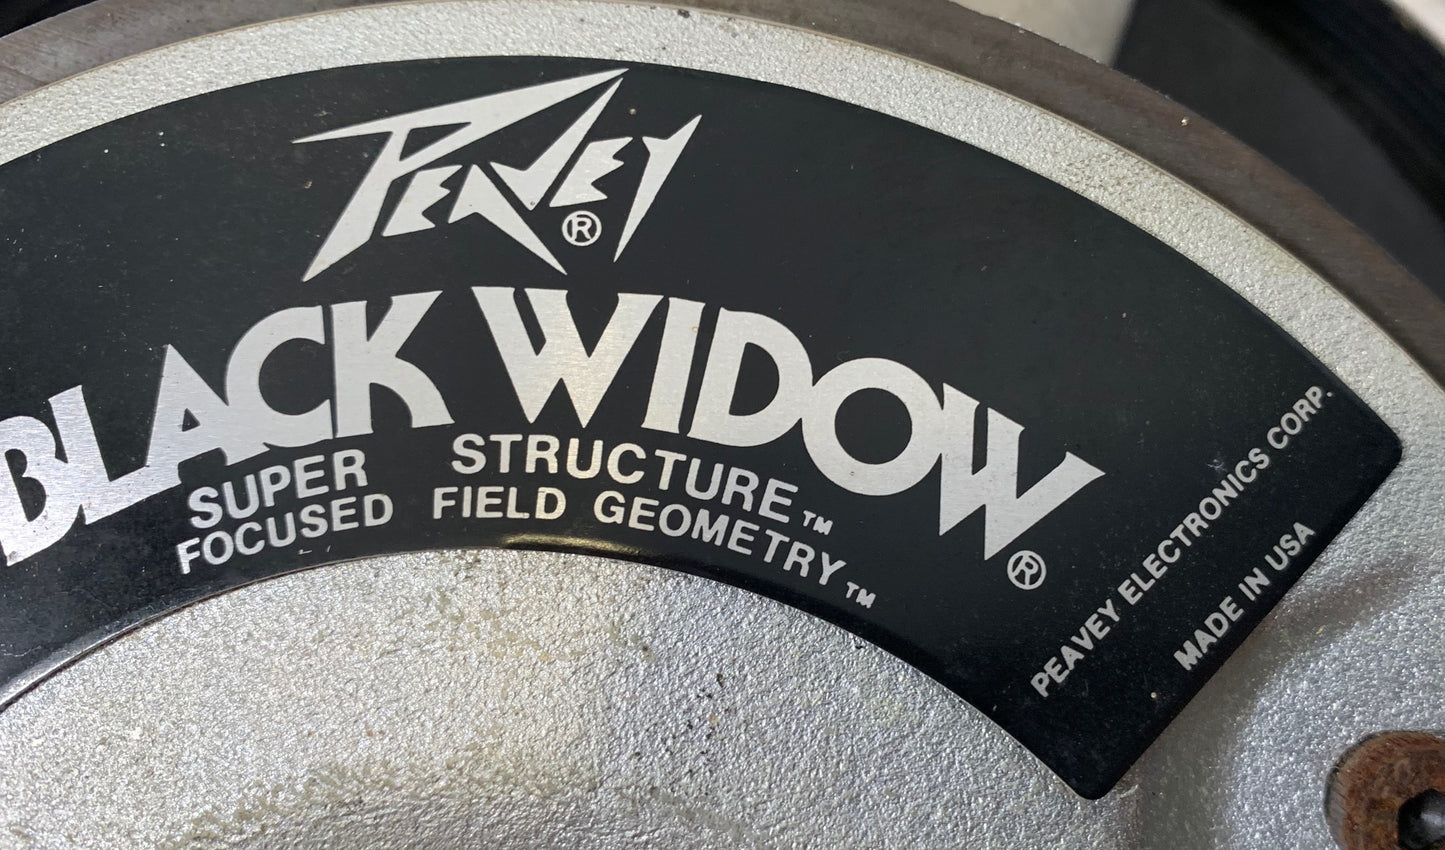 PEAVEY®
BLACK WIDOW®
SUPER STRUCTURE™
FOCUSED FIELD GEOMETRY™
PEAVEY ELECTRONICS CORP.
MADE IN USA